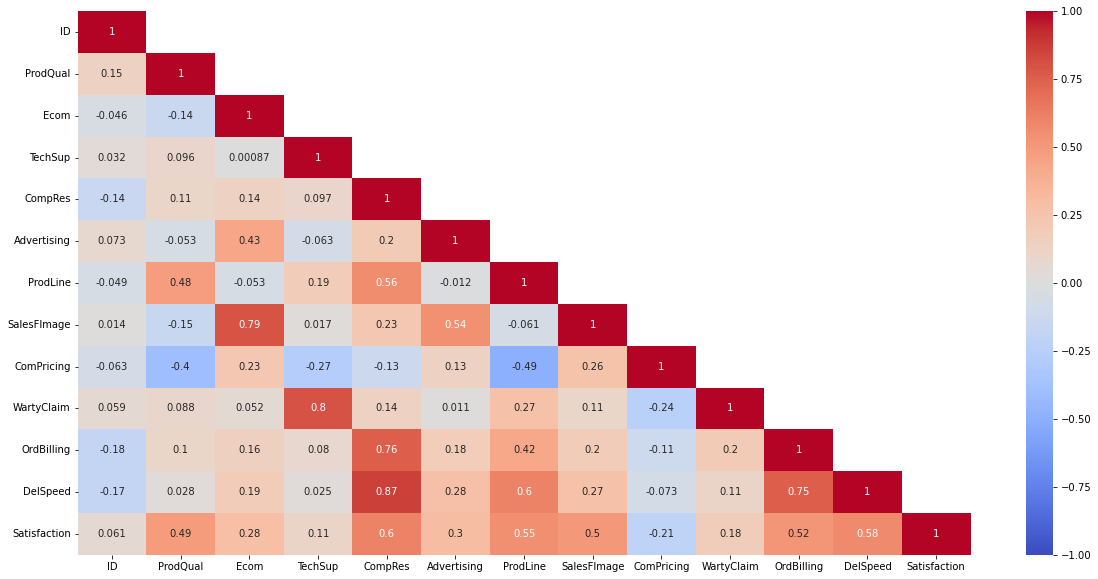 ID 1
ProdQual 0.15 1
Ecom -0.046 -0.14 1
TechSup 0.032 0.096 0.00087 1
CompRes -0.14 0.11 0.14 0.097 1
Advertising 0.073 -0.053 0.43 -0.063 0.2 1
ProdLine -0.049 0.48 -0.053 0.19 0.56 -0.012 1
SalesFImage 0.014 -0.15 0.79 0.017 0.23 0.54 -0.061 1
ComPricing -0.063 -0.4 0.23 -0.27 -0.13 0.13 -0.49 0.26 1
WartyClaim 0.059 0.088 0.052 0.8 0.14 0.011 0.27 0.11 -0.24 1
OrdBilling -0.18 0.1 0.16 0.08 0.76 0.18 0.42 0.2 -0.11 0.2 1
DelSpeed -0.17 0.028 0.19 0.025 0.87 0.28 0.6 0.27 -0.073 0.11 0.75 1
Satisfaction 0.061 0.49 0.28 0.11 0.6 0.3 0.55 0.5 -0.21 0.18 0.52 0.58 1
ID ProdQual Ecom TechSup CompRes Advertising ProdLine SalesFImage ComPricing WartyClaim OrdBilling DelSpeed Satisfaction
1.00
0.75
0.50
0.25
0.00
−0.25
−0.50
−0.75
−1.00